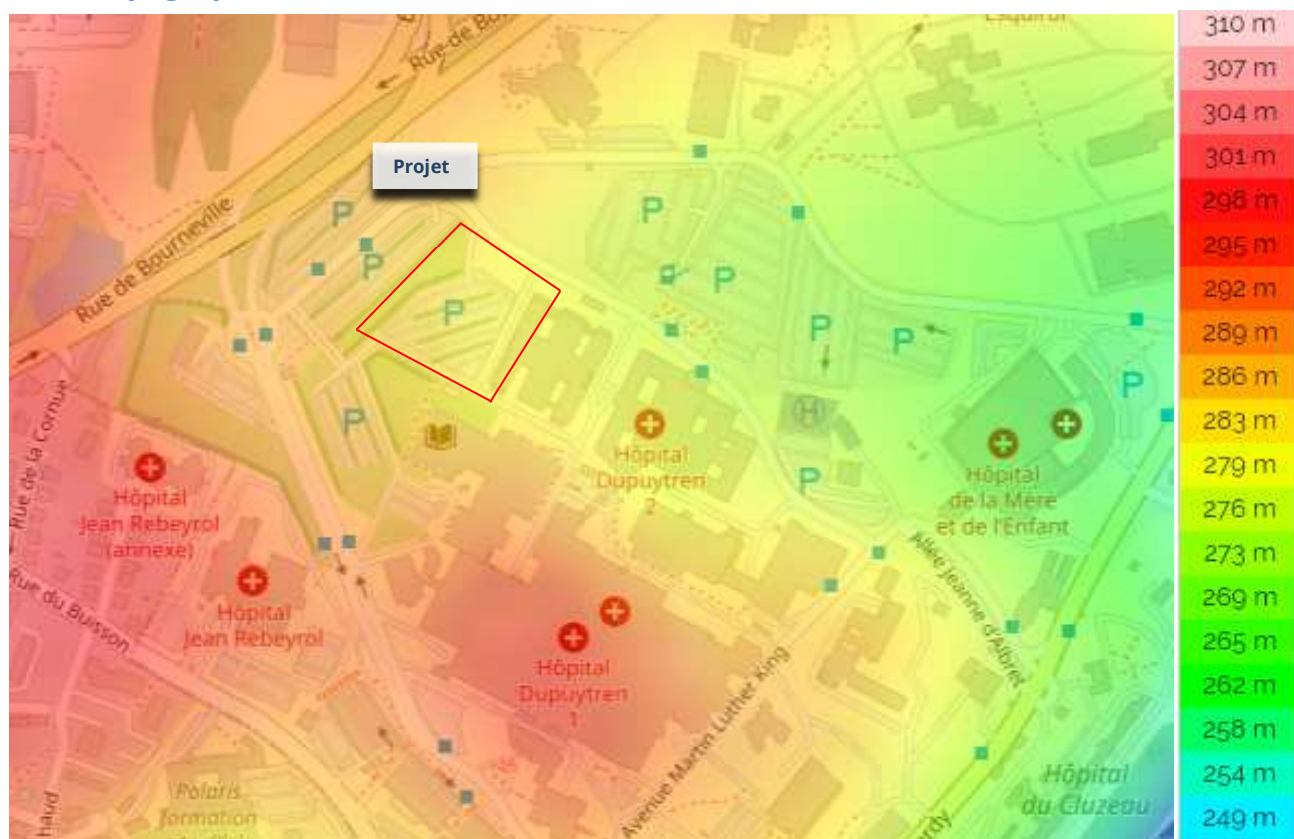 Esquirol
Rue de Bo
Projet
P
P
P
P
P
P
P
P
P
P
P
Rue de Bourneville
Rue de la Cornue
H
Hôpital
Dupuytren
2
Hôpital
de la Mère
et de l'Enfant
Hôpital
Jean Rebeyrol
(annexe)
Hôpital
Jean Rebeyrol
Rue du Buisson
Allée Jeanne d'Albret
Hôpital
Dupuytren
1
Avenue Martin Luther King
Hôpital
du Cluzeau
Polaris
formation
haud
rdy
310 m
307 m
304 m
301 m
298 m
295 m
292 m
289 m
286 m
283 m
279 m
276 m
273 m
269 m
265 m
262 m
258 m
254 m
249 m